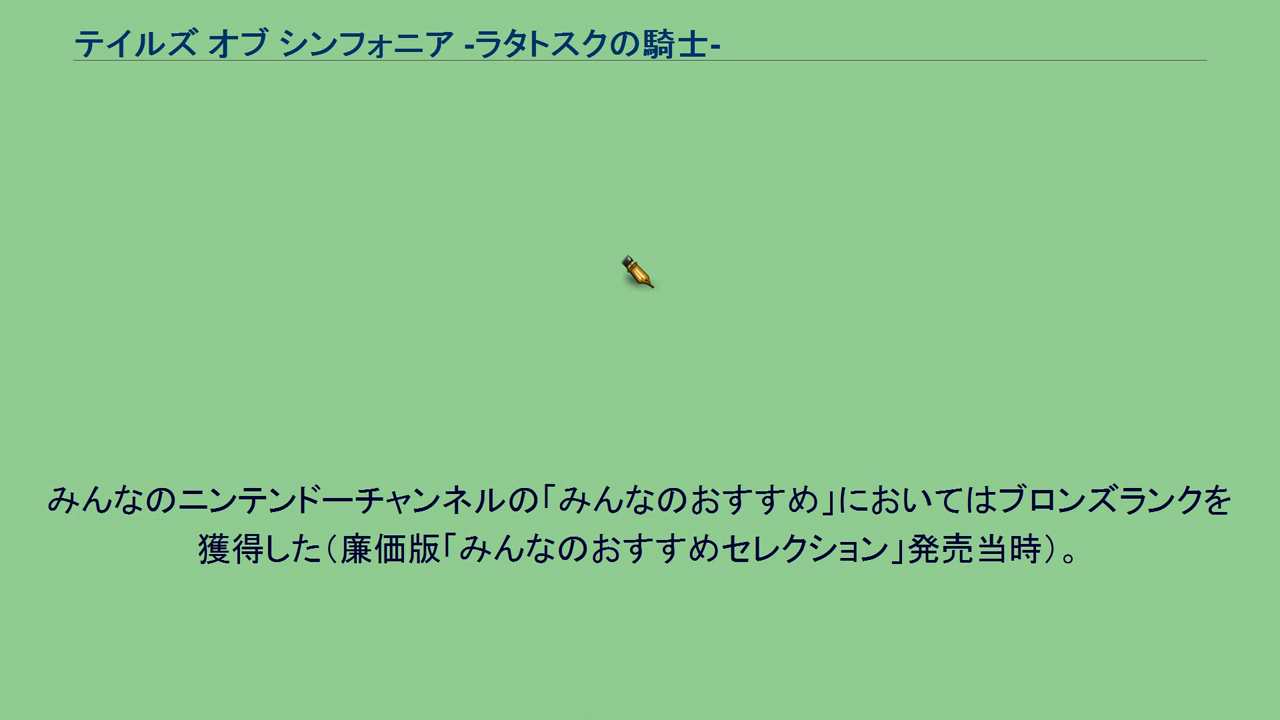 テイルズ オブ シンフォニア -ラタトスクの騎士-
みんなのニンテンドーチャンネルの「みんなのおすすめ」においてはブロンズランクを
獲得した（廉価版「みんなのおすすめセレクション」発売当時）。